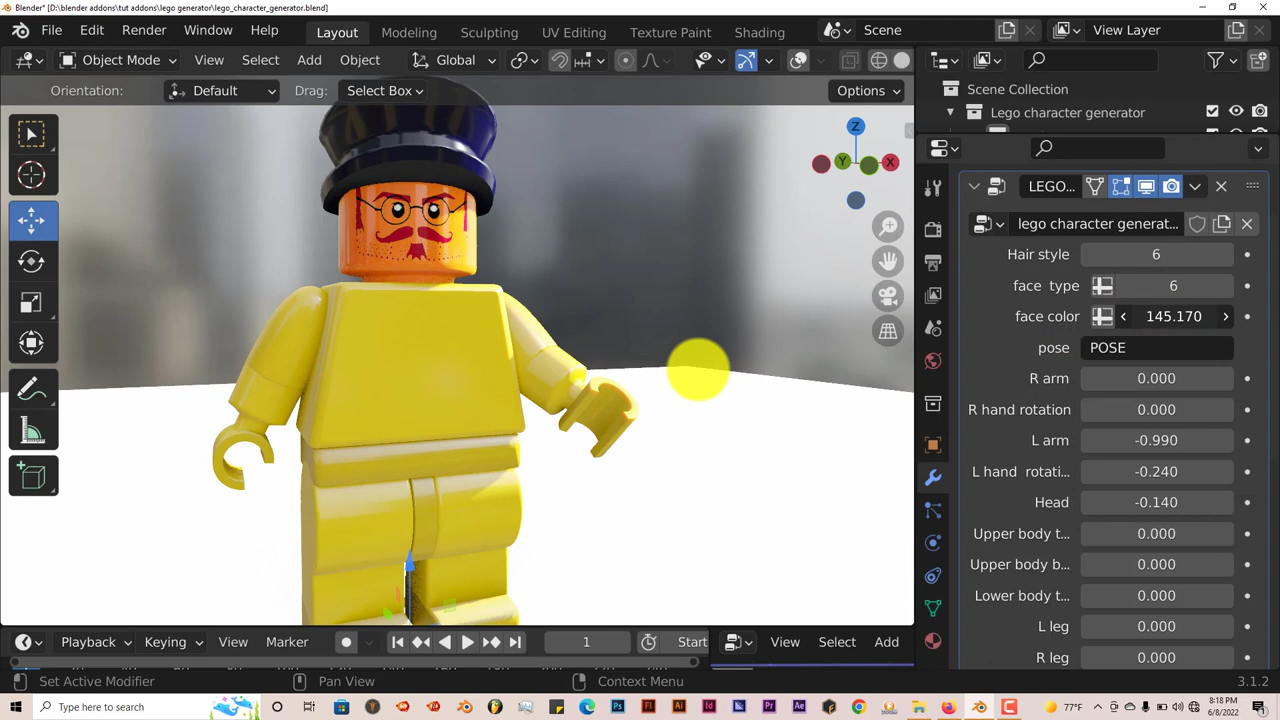 Blender* [D:\blender addons\tut addons\lego generator\lego_character_generator.blend]
File Edit Render Window Help Layout Modeling Sculpting UV Editing Texture Paint Shading Scene View Layer
Object Mode View Select Add Object Global
Orientation: Default Drag: Select Box Options
Scene Collection
Lego character generator
X Y Z
LEGO...
lego character generat...
Hair style 6
face type 6
face color 145.170
pose POSE
R arm 0.000
R hand rotation 0.000
L arm -0.990
L hand rotati... -0.240
Head -0.140
Upper body t... 0.000
Upper body b... 0.000
Lower body t... 0.000
L leg 0.000
R leg 0.000
Playback Keying View Marker 1 Start View Select Add
Set Active Modifier Pan View Context Menu 3.1.2
Type here to search 77°F 8:18 PM
6/8/2022